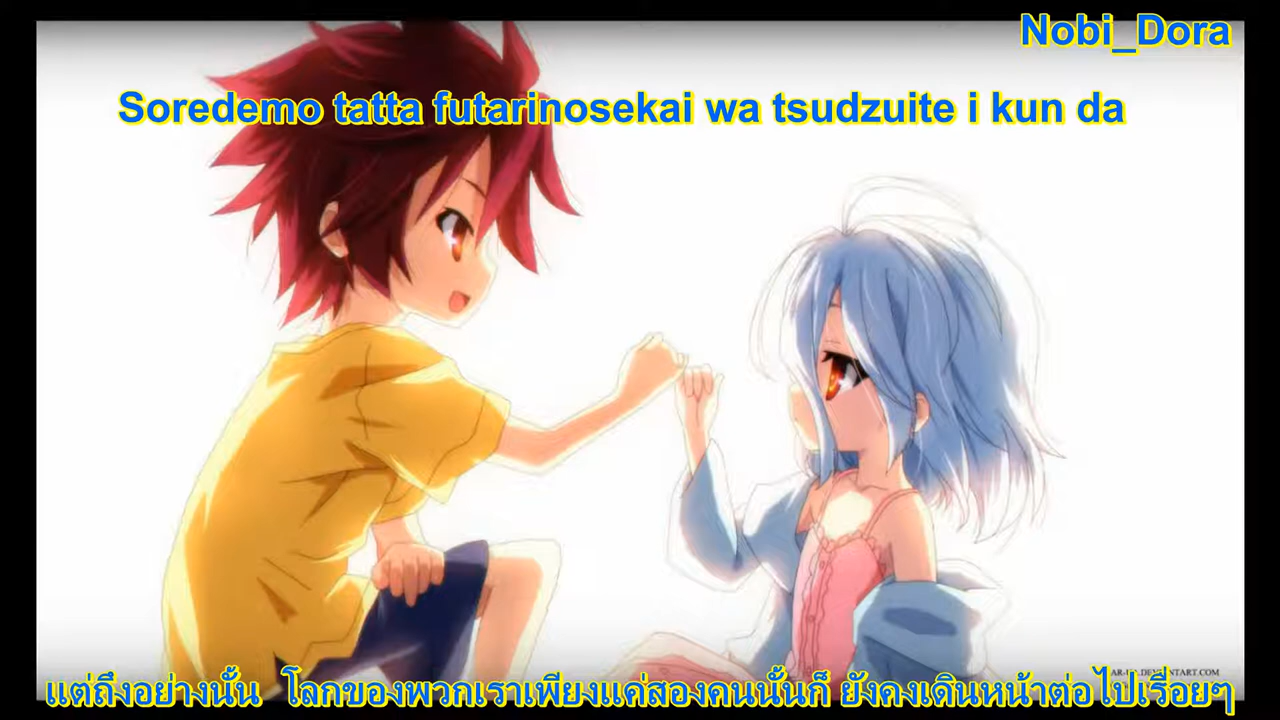 Nobi_Dora
Soredemo tatta futarinosekai wa tsudzuite i kun da
แต่ถึงอย่างนั้น โลกของพวกเราเพียงแค่สองคนนั้นก็ ยังคงเดินหน้าต่อไปเรื่อยๆ